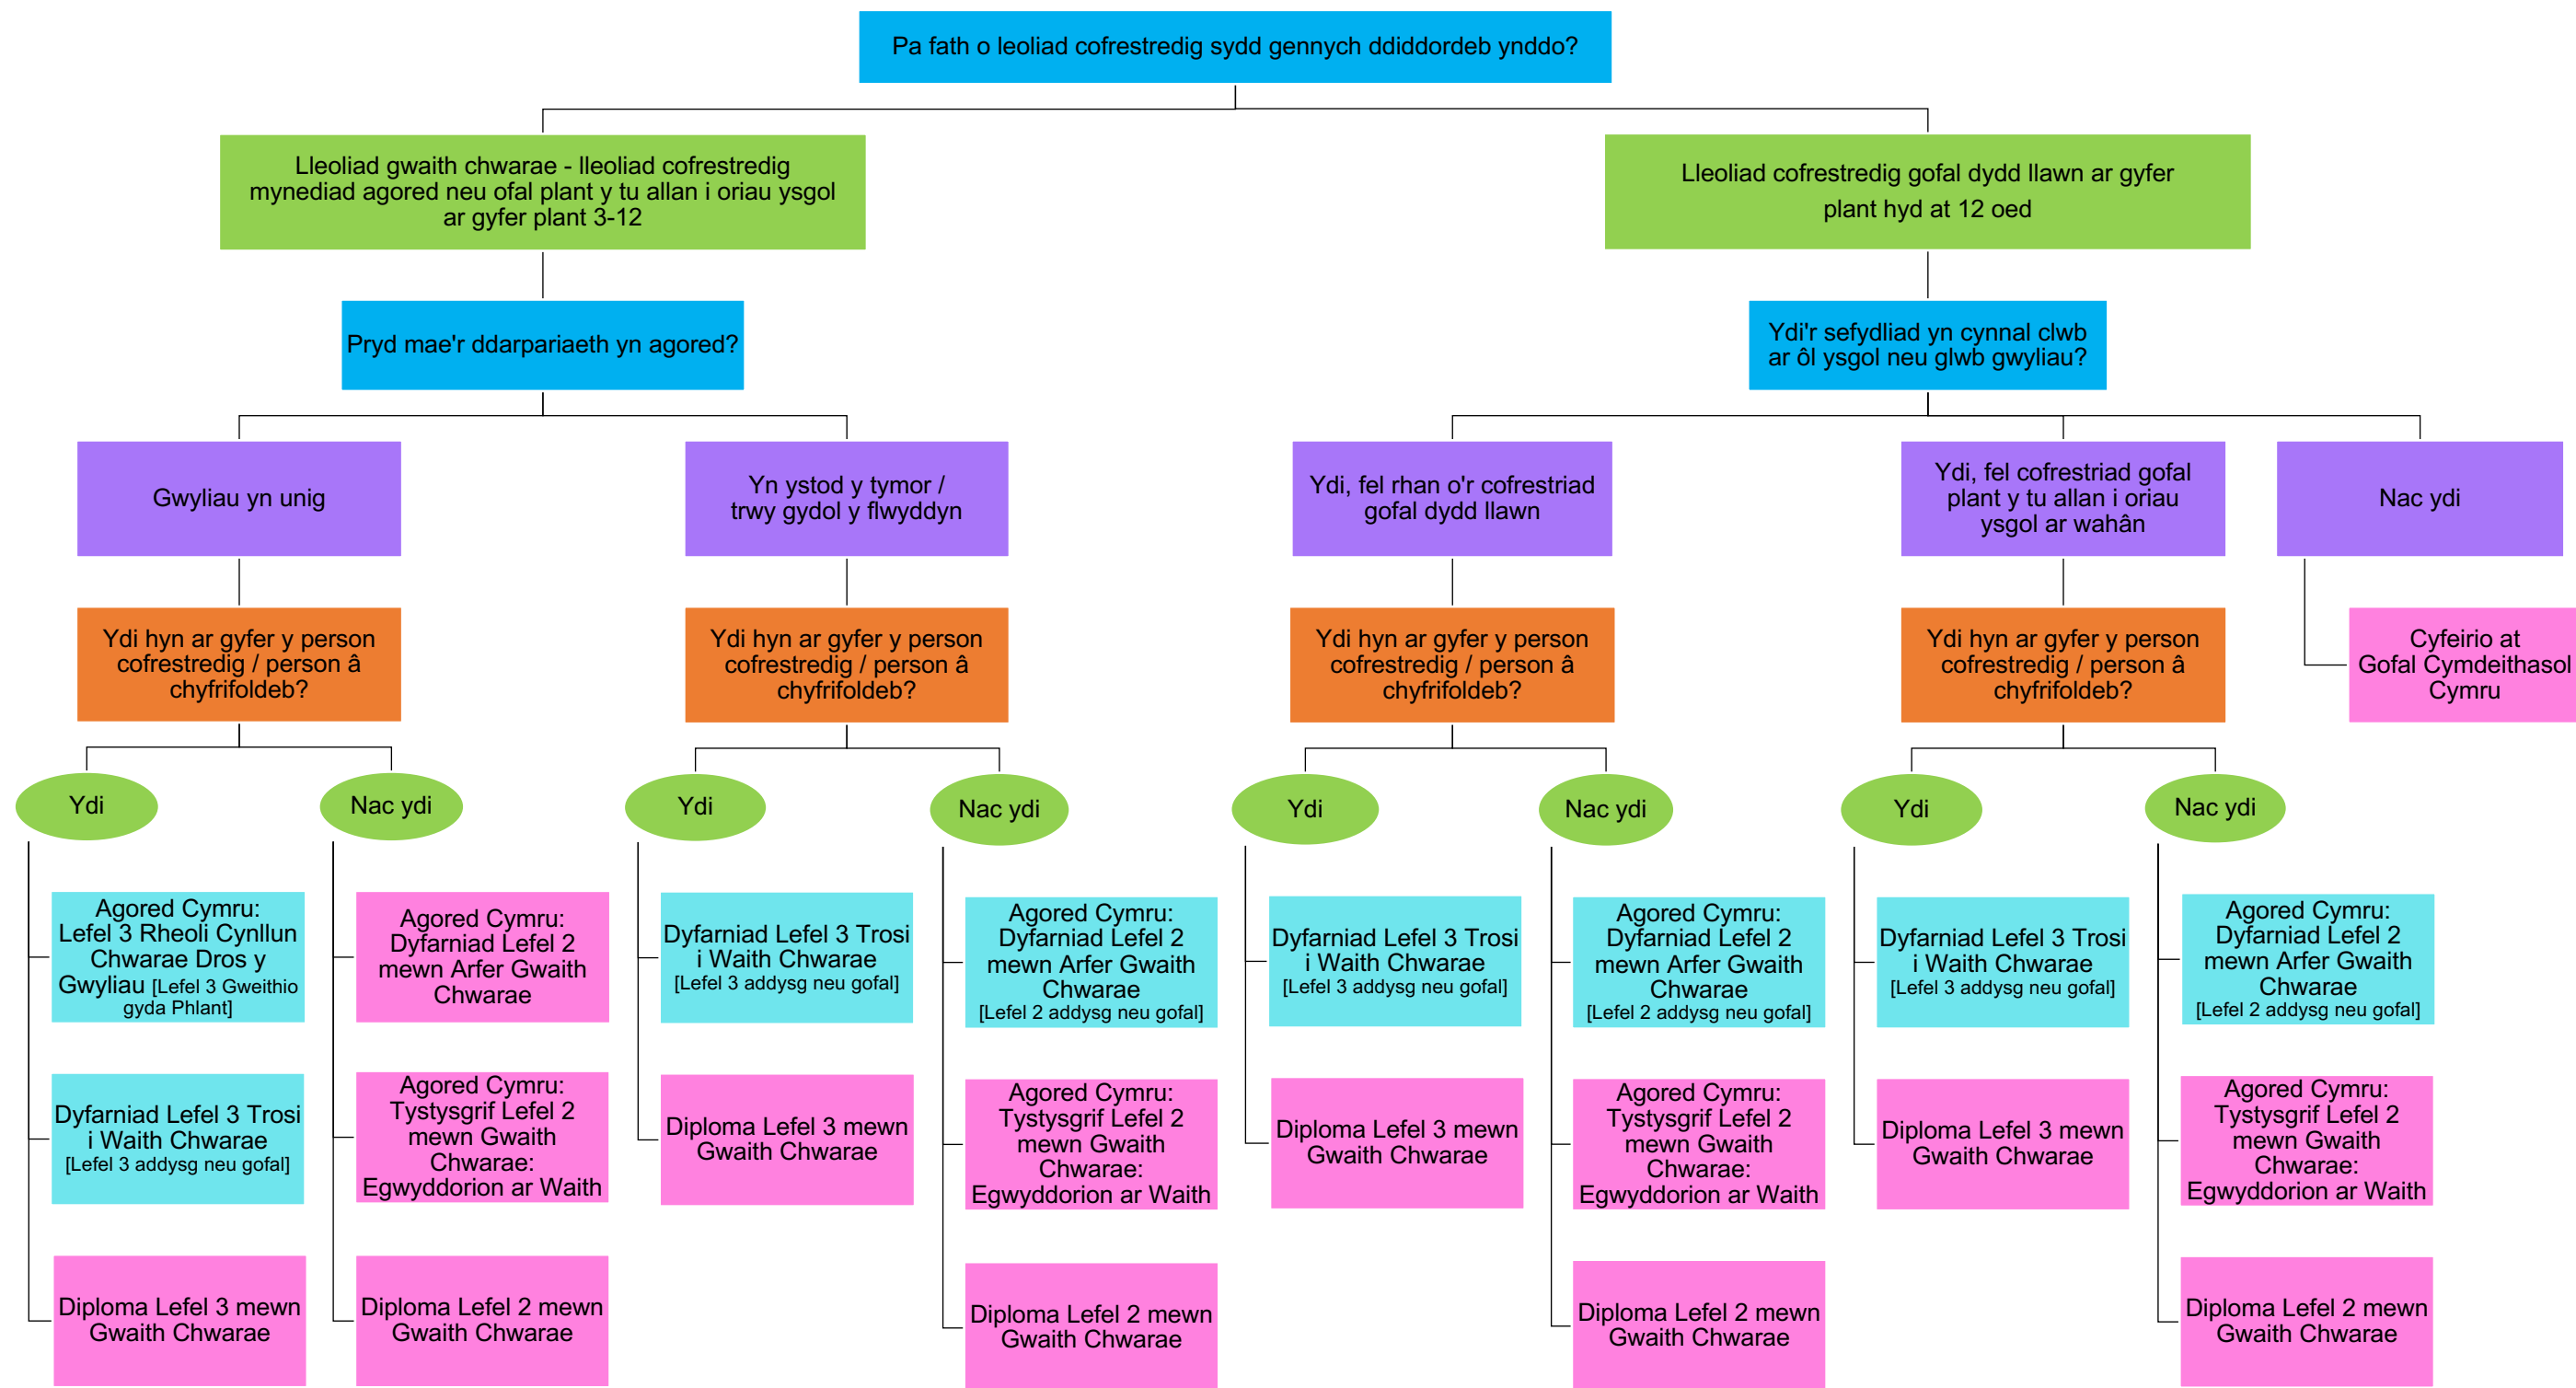 Pa fath o leoliad cofrestredig sydd gennych ddiddordeb ynddo?
Lleoliad gwaith chwarae - lleoliad cofrestredig
mynediad agored neu ofal plant y tu allan i oriau ysgol
ar gyfer plant 3-12
Lleoliad cofrestredig gofal dydd llawn ar gyfer
plant hyd at 12 oed
Pryd mae'r ddarpariaeth yn agored?
Ydi'r sefydliad yn cynnal clwb
ar ôl ysgol neu glwb gwyliau?
Gwyliau yn unig
Yn ystod y tymor /
trwy gydol y flwyddyn
Ydi, fel rhan o'r cofrestriad
gofal dydd llawn
Ydi, fel cofrestriad gofal
plant y tu allan i oriau
ysgol ar wahân
Nac ydi
Ydi hyn ar gyfer y person
cofrestredig / person â
chyfrifoldeb?
Ydi hyn ar gyfer y person
cofrestredig / person â
chyfrifoldeb?
Ydi hyn ar gyfer y person
cofrestredig / person â
chyfrifoldeb?
Ydi hyn ar gyfer y person
cofrestredig / person â
chyfrifoldeb?
Cyfeirio at
Gofal Cymdeithasol
Cymru
Ydi
Nac ydi
Ydi
Nac ydi
Ydi
Nac ydi
Ydi
Nac ydi
Agored Cymru:
Lefel 3 Rheoli Cynllun
Chwarae Dros y
Gwyliau [Lefel 3 Gweithio
gyda Phlant]
Agored Cymru:
Dyfarniad Lefel 2
mewn Arfer Gwaith
Chwarae
Dyfarniad Lefel 3 Trosi
i Waith Chwarae
[Lefel 3 addysg neu gofal]
Agored Cymru:
Dyfarniad Lefel 2
mewn Arfer Gwaith
Chwarae
[Lefel 2 addysg neu gofal]
Dyfarniad Lefel 3 Trosi
i Waith Chwarae
[Lefel 3 addysg neu gofal]
Agored Cymru:
Dyfarniad Lefel 2
mewn Arfer Gwaith
Chwarae
[Lefel 2 addysg neu gofal]
Dyfarniad Lefel 3 Trosi
i Waith Chwarae
[Lefel 3 addysg neu gofal]
Agored Cymru:
Dyfarniad Lefel 2
mewn Arfer Gwaith
Chwarae
[Lefel 2 addysg neu gofal]
Dyfarniad Lefel 3 Trosi
i Waith Chwarae
[Lefel 3 addysg neu gofal]
Agored Cymru:
Tystysgrif Lefel 2
mewn Gwaith
Chwarae:
Egwyddorion ar Waith
Diploma Lefel 3 mewn
Gwaith Chwarae
Agored Cymru:
Tystysgrif Lefel 2
mewn Gwaith
Chwarae:
Egwyddorion ar Waith
Diploma Lefel 3 mewn
Gwaith Chwarae
Agored Cymru:
Tystysgrif Lefel 2
mewn Gwaith
Chwarae:
Egwyddorion ar Waith
Diploma Lefel 3 mewn
Gwaith Chwarae
Agored Cymru:
Tystysgrif Lefel 2
mewn Gwaith
Chwarae:
Egwyddorion ar Waith
Diploma Lefel 3 mewn
Gwaith Chwarae
Diploma Lefel 2 mewn
Gwaith Chwarae
Diploma Lefel 2 mewn
Gwaith Chwarae
Diploma Lefel 2 mewn
Gwaith Chwarae
Diploma Lefel 2 mewn
Gwaith Chwarae